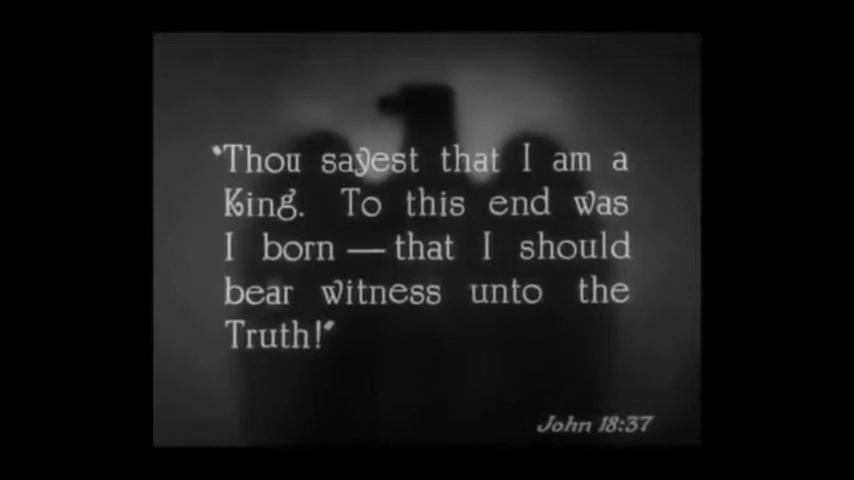 "Thou sayest that I am a
King. To this end was
I born — that I should
bear witness unto the
Truth!"
John 18:37